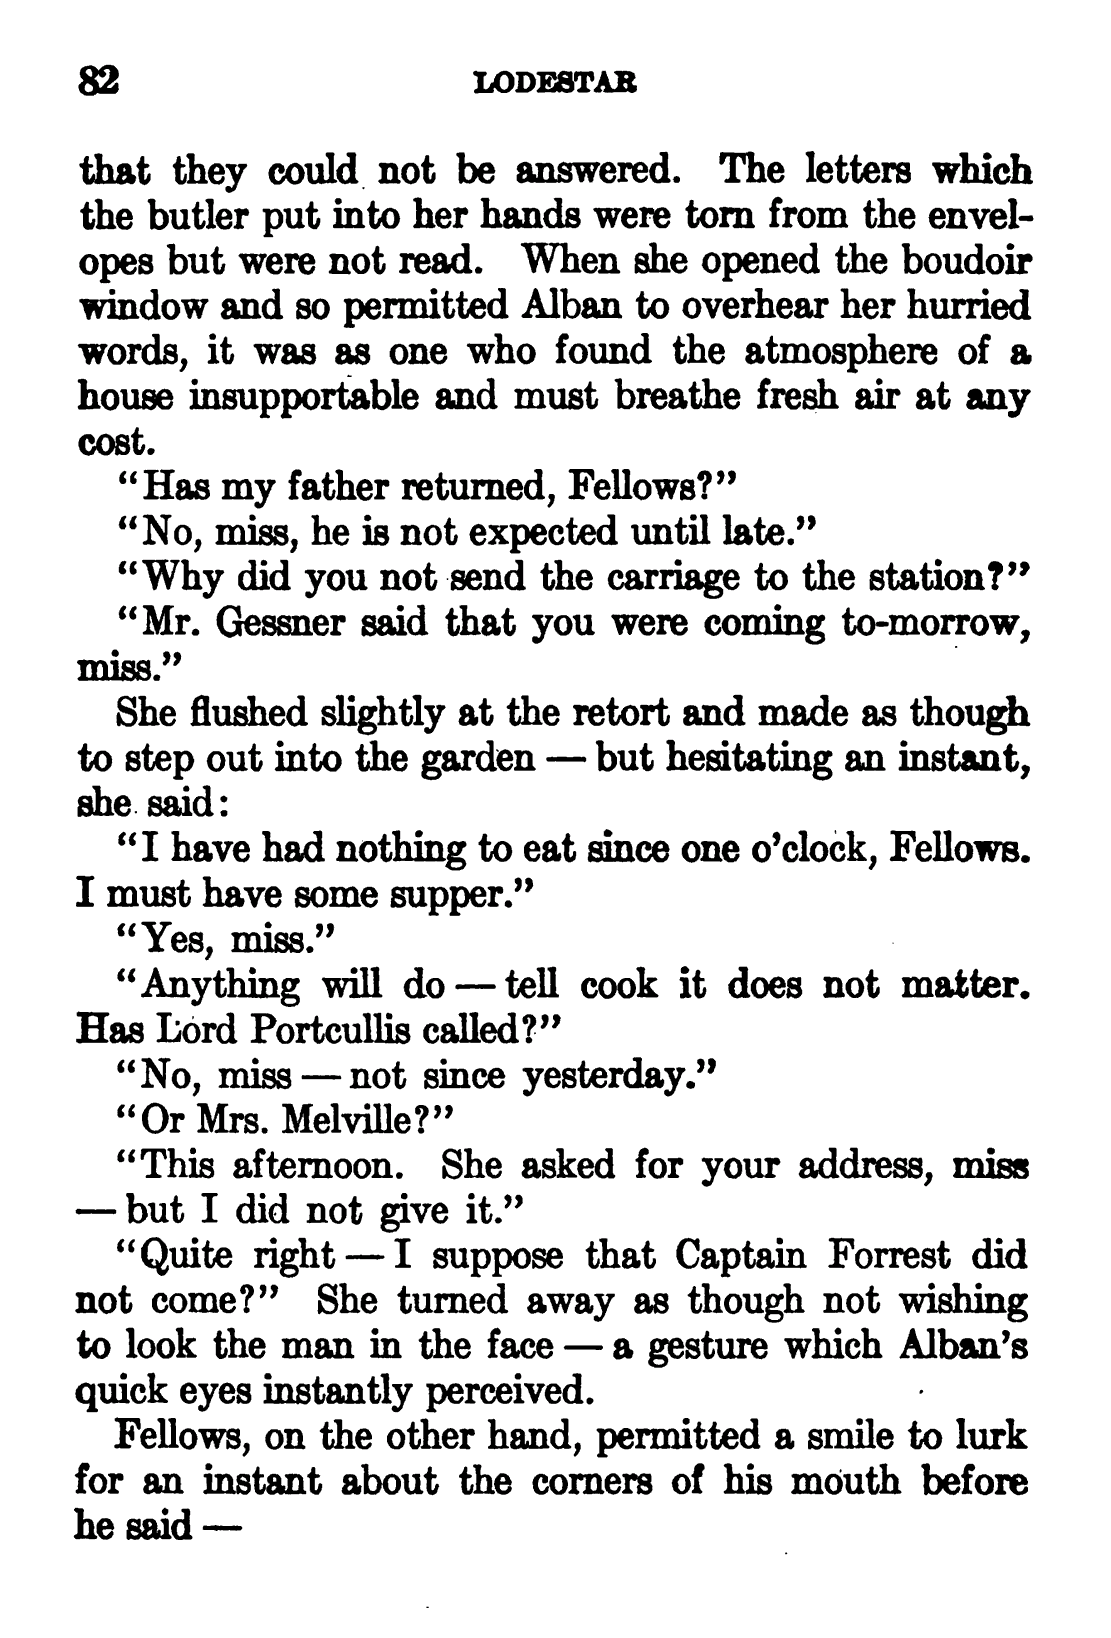 82 LODESTAR
that they could not be answered. The letters which
the butler put into her hands were torn from the envel-
opes but were not read. When she opened the boudoir
window and so permitted Alban to overhear her hurried
words, it was as one who found the atmosphere of a
house insupportable and must breathe fresh air at any
cost.
“Has my father returned, Fellows?”
“No, miss, he is not expected until late.”
“Why did you not send the carriage to the station?”
“Mr. Gessner said that you were coming to-morrow,
miss.”
She flushed slightly at the retort and made as though
to step out into the garden — but hesitating an instant,
she said:
“I have had nothing to eat since one o’clock, Fellows.
I must have some supper.”
“Yes, miss.”
“Anything will do — tell cook it does not matter.
Has Lord Portcullis called?”
“No, miss — not since yesterday.”
“Or Mrs. Melville?”
“This afternoon. She asked for your address, miss
— but I did not give it.”
“Quite right — I suppose that Captain Forrest did
not come?” She turned away as though not wishing
to look the man in the face — a gesture which Alban’s
quick eyes instantly perceived.
Fellows, on the other hand, permitted a smile to lurk
for an instant about the corners of his mouth before
he said —